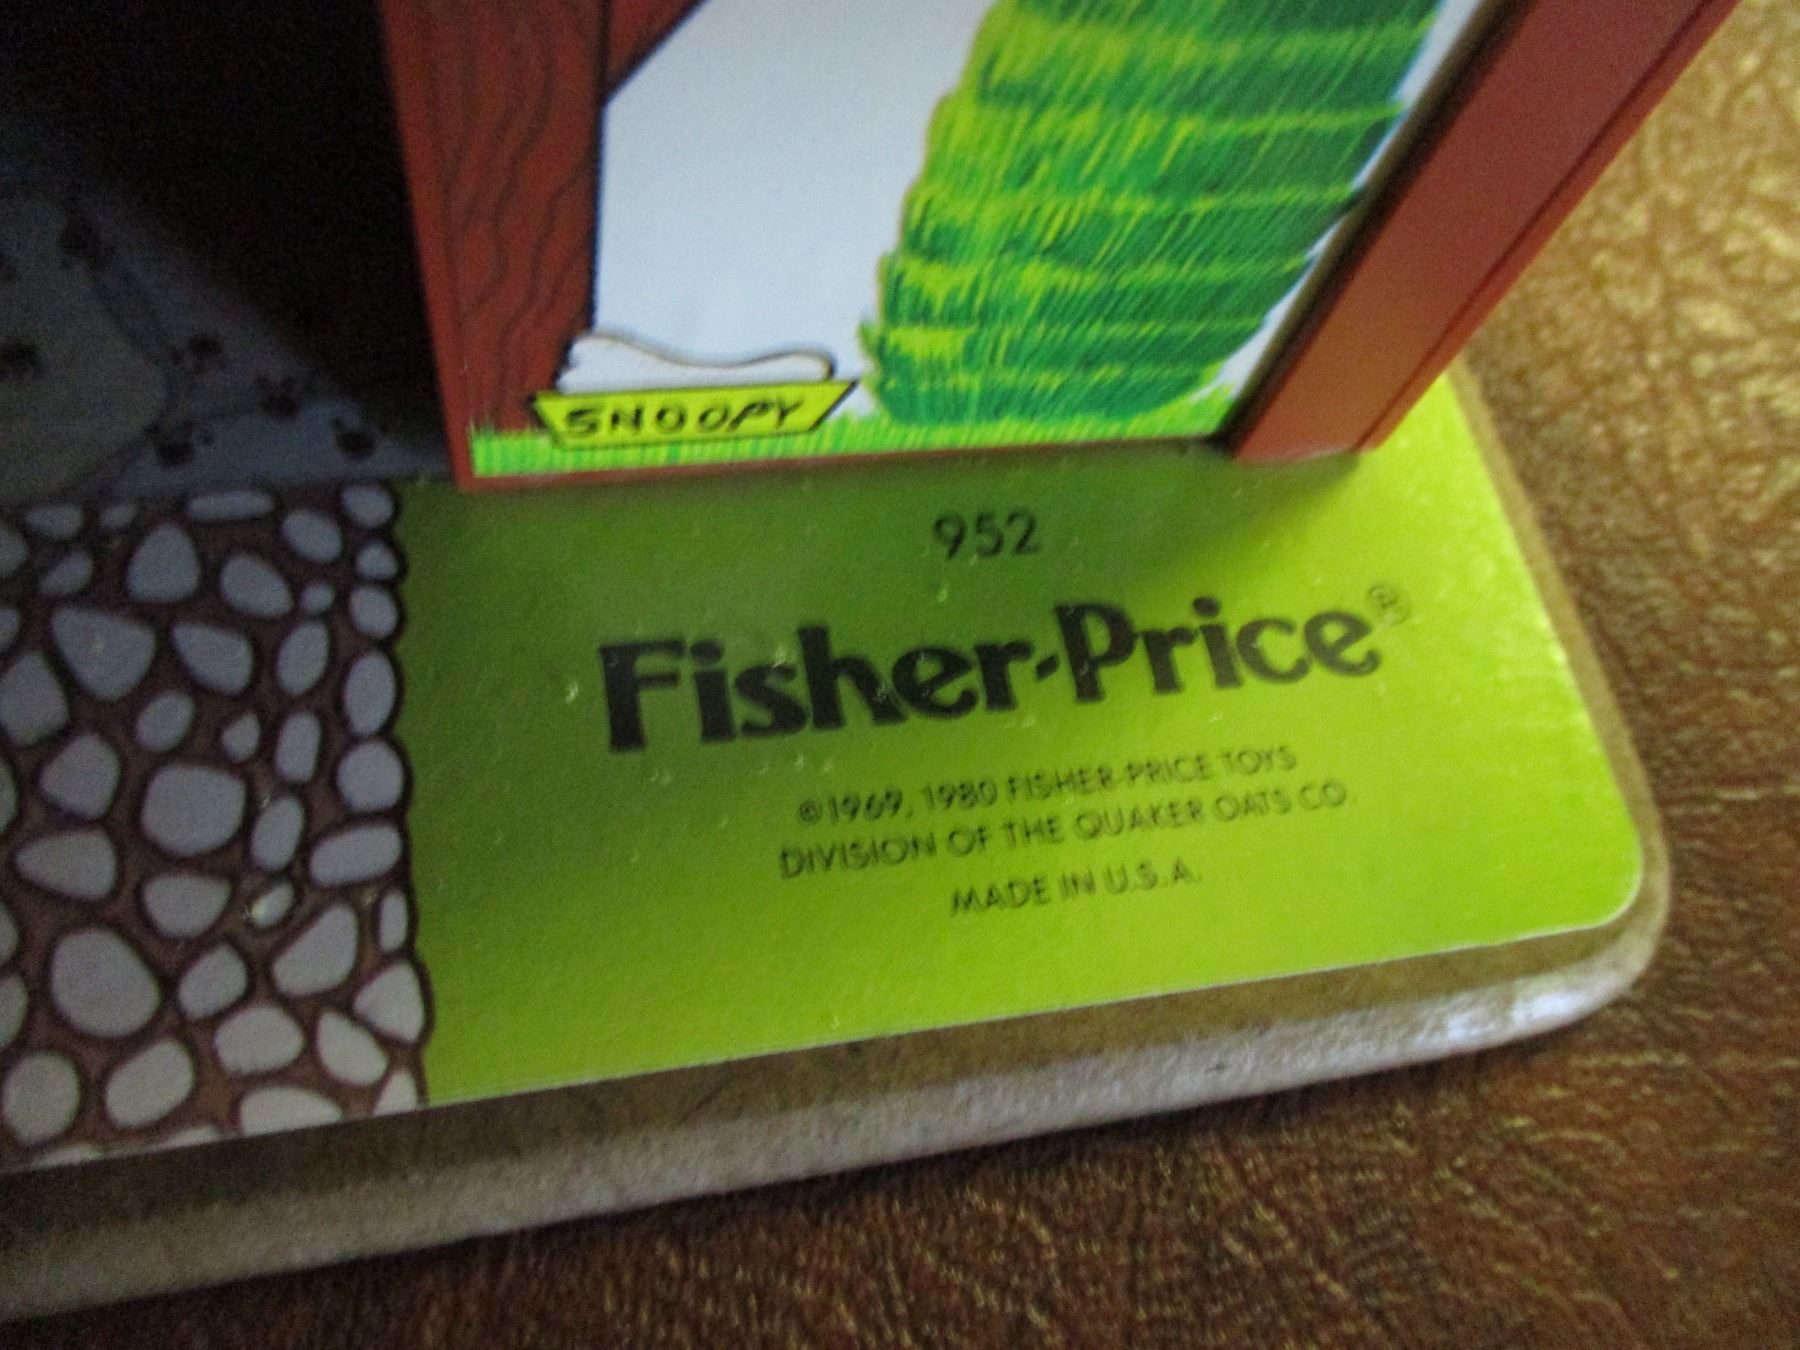 SNOOPY
952
Fisher-Price®
©1969, 1980 FISHER-PRICE TOYS
DIVISION OF THE QUAKER OATS CO.
MADE IN U.S.A.